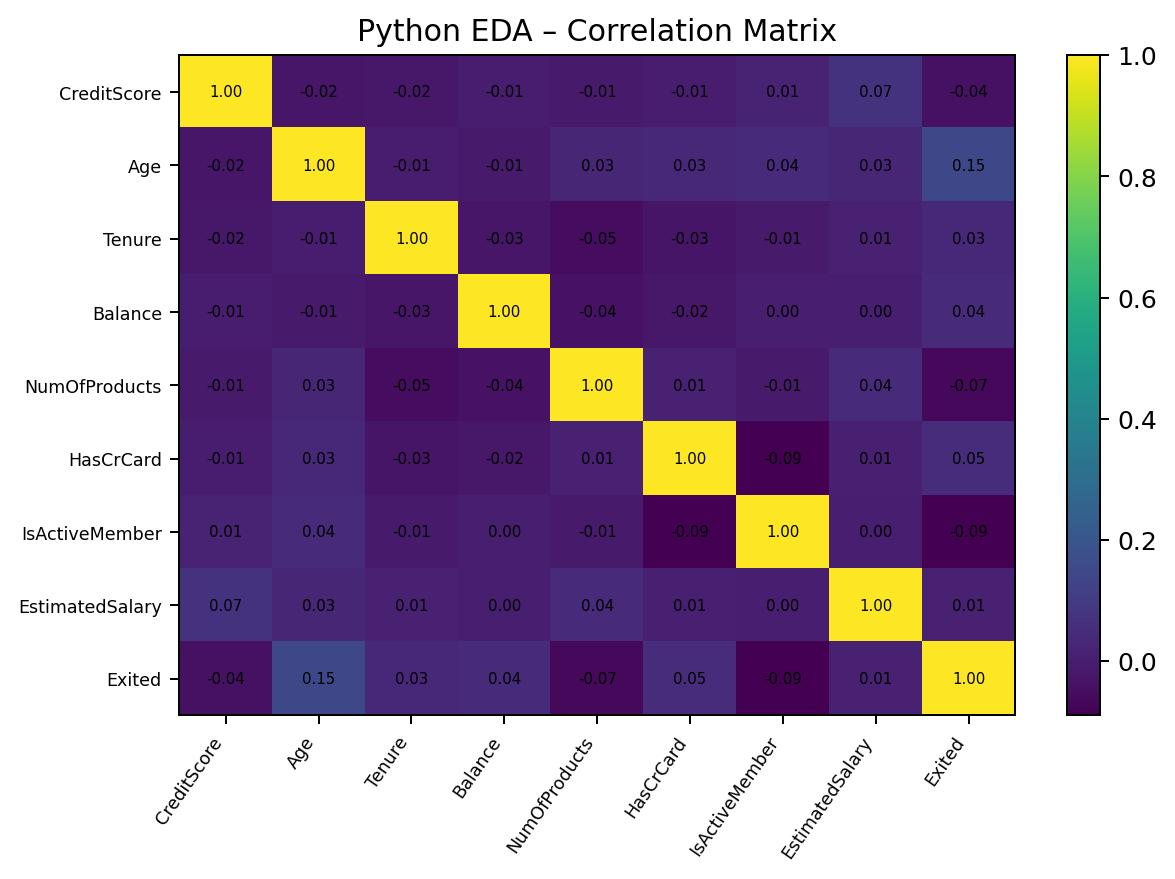 Python EDA – Correlation Matrix
CreditScore 1.00 -0.02 -0.02 -0.01 -0.01 -0.01 0.01 0.07 -0.04
Age -0.02 1.00 -0.01 -0.01 0.03 0.03 0.04 0.03 0.15
Tenure -0.02 -0.01 1.00 -0.03 -0.05 -0.03 -0.01 0.01 0.03
Balance -0.01 -0.01 -0.03 1.00 -0.04 -0.02 0.00 0.00 0.04
NumOfProducts -0.01 0.03 -0.05 -0.04 1.00 0.01 -0.01 0.04 -0.07
HasCrCard -0.01 0.03 -0.03 -0.02 0.01 1.00 -0.09 0.01 0.05
IsActiveMember 0.01 0.04 -0.01 0.00 -0.01 -0.09 1.00 0.00 -0.09
EstimatedSalary 0.07 0.03 0.01 0.00 0.04 0.01 0.00 1.00 0.01
Exited -0.04 0.15 0.03 0.04 -0.07 0.05 -0.09 0.01 1.00
CreditScore Age Tenure Balance NumOfProducts HasCrCard IsActiveMember EstimatedSalary Exited
1.0
0.8
0.6
0.4
0.2
0.0